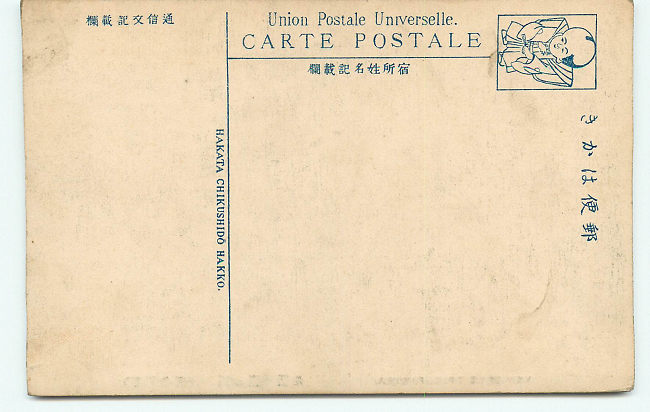 通信文記載欄
Union Postale Universelle.
CARTE POSTALE
宿所姓名記載欄
HAKATA CHIKUSHIDŌ HAKKO.
郵便はかき